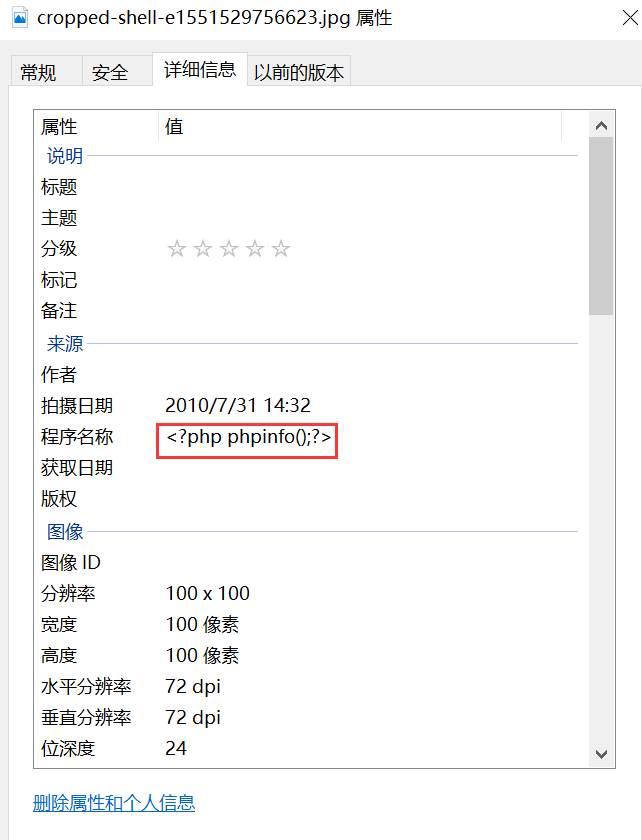 cropped-shell-e1551529756623.jpg 属性
常规 安全 详细信息 以前的版本
属性 值
说明
标题
主题
分级
标记
备注
来源
作者
拍摄日期 2010/7/31 14:32
程序名称 <?php phpinfo();?>
获取日期
版权
图像
图像 ID
分辨率 100 x 100
宽度 100 像素
高度 100 像素
水平分辨率 72 dpi
垂直分辨率 72 dpi
位深度 24
删除属性和个人信息